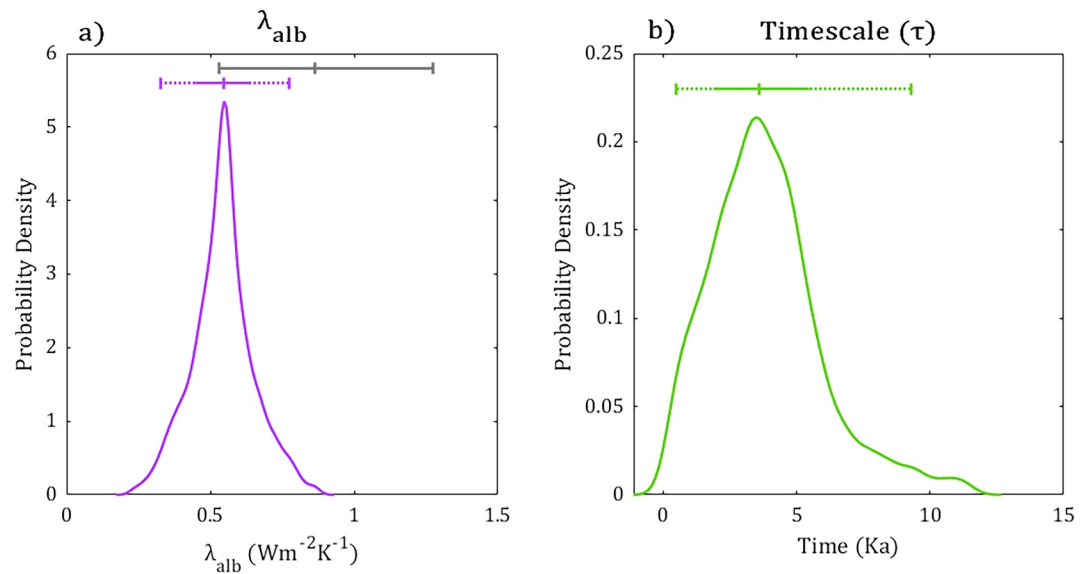 a) λalb
6
5
4
3
2
1
0
0 0.5 1 1.5
Probability Density
λalb (Wm-2K-1)
b) Timescale (τ)
0.25
0.2
0.15
0.1
0.05
0
0 5 10 15
Probability Density
Time (Ka)